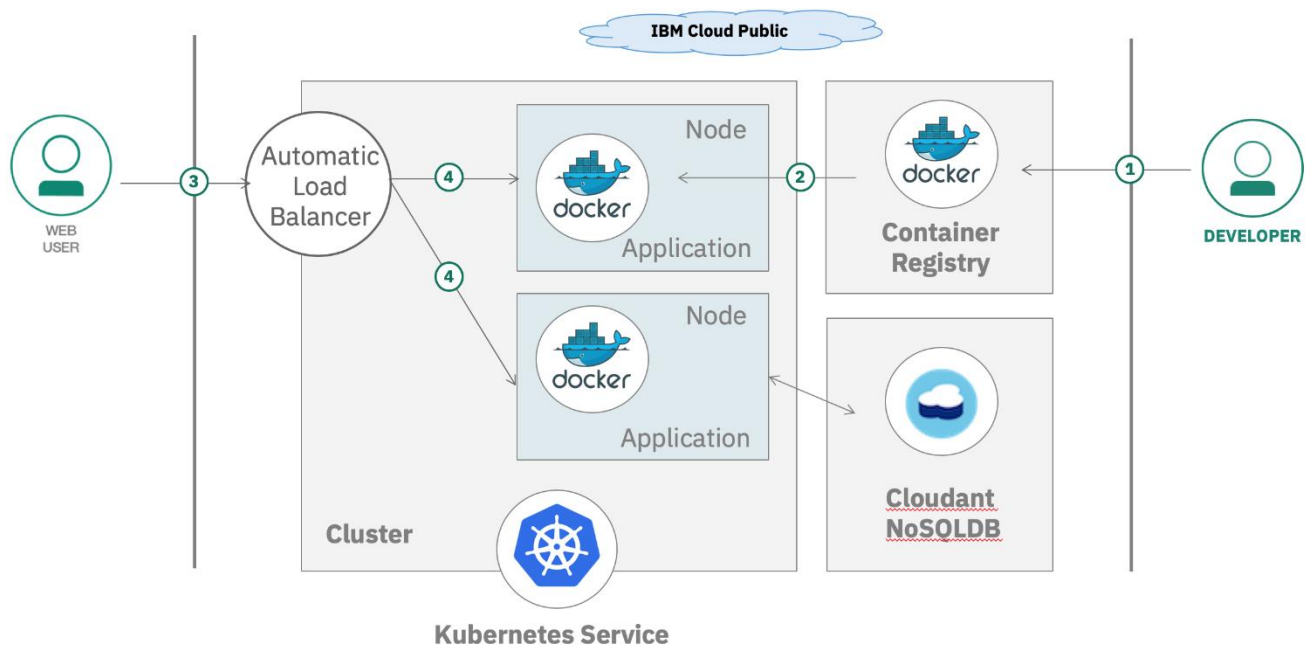 IBM Cloud Public
WEB
USER
3
Automatic
Load
Balancer
4
4
Node
docker
Application
Node
docker
Application
2
docker
Container
Registry
1
DEVELOPER
Cloudant
NoSQLDB
Cluster
Kubernetes Service